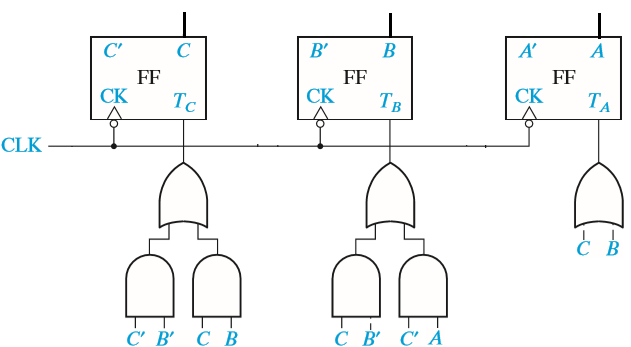 C′ C B′ B A′ A
FF FF FF
CK T_C CK T_B CK T_A
CLK
C B
C′ B′ C B C B′ C′ A